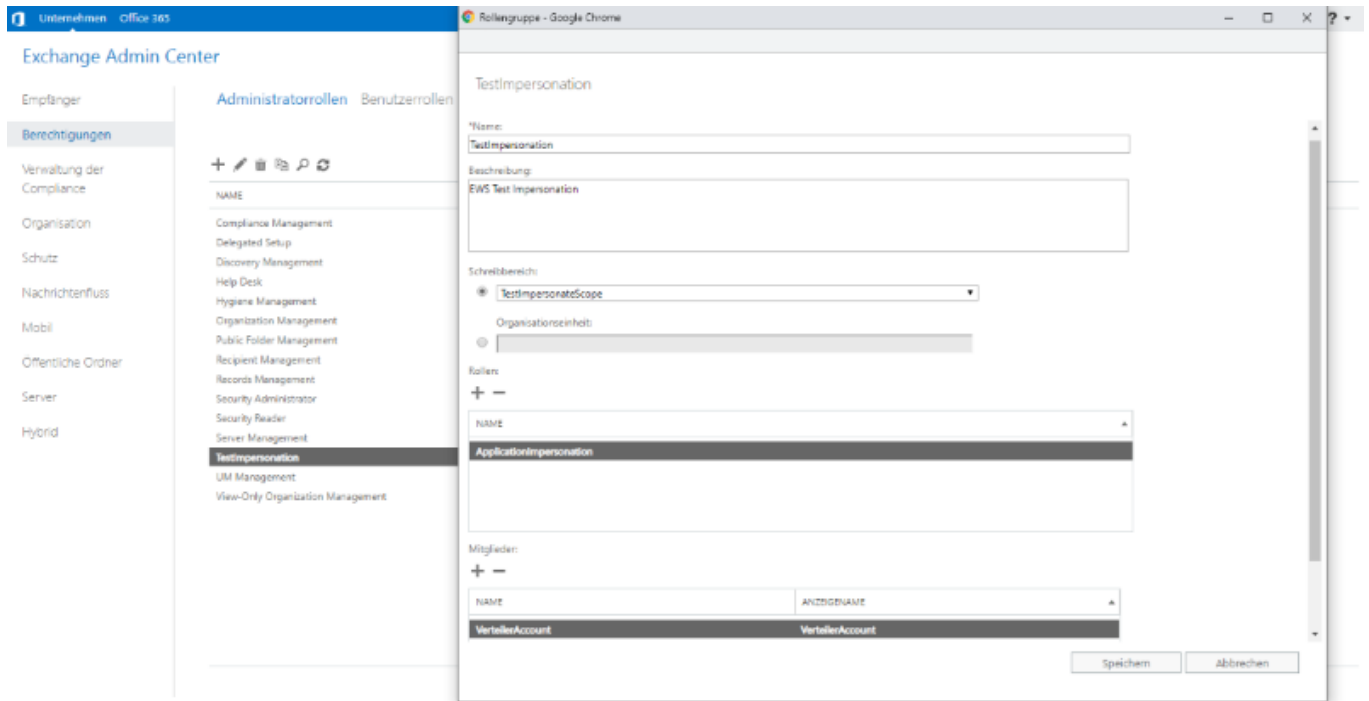 Unternehmen Office 365
Rollengruppe - Google Chrome
?
Exchange Admin Center
Empfänger
Berechtigungen
Verwaltung der
Compliance
Organisation
Schutz
Nachrichtenfluss
Mobil
Öffentliche Ordner
Server
Hybrid
Administratorrollen Benutzerrollen
NAME
Compliance Management
Delegated Setup
Discovery Management
Help Desk
Hygiene Management
Organization Management
Public Folder Management
Recipient Management
Records Management
Security Administrator
Security Reader
Server Management
TestImpersonation
UM Management
View-Only Organization Management
TestImpersonation
*Name:
TestImpersonation
Beschreibung:
EWS Test Impersonation
Schreibbereich:
TestImpersonateScope
Organisationseinheit:
Rollen:
NAME
ApplicationImpersonation
Mitglieder:
NAME ANZEIGENAME
VerteilerAccount VerteilerAccount
Speichern Abbrechen